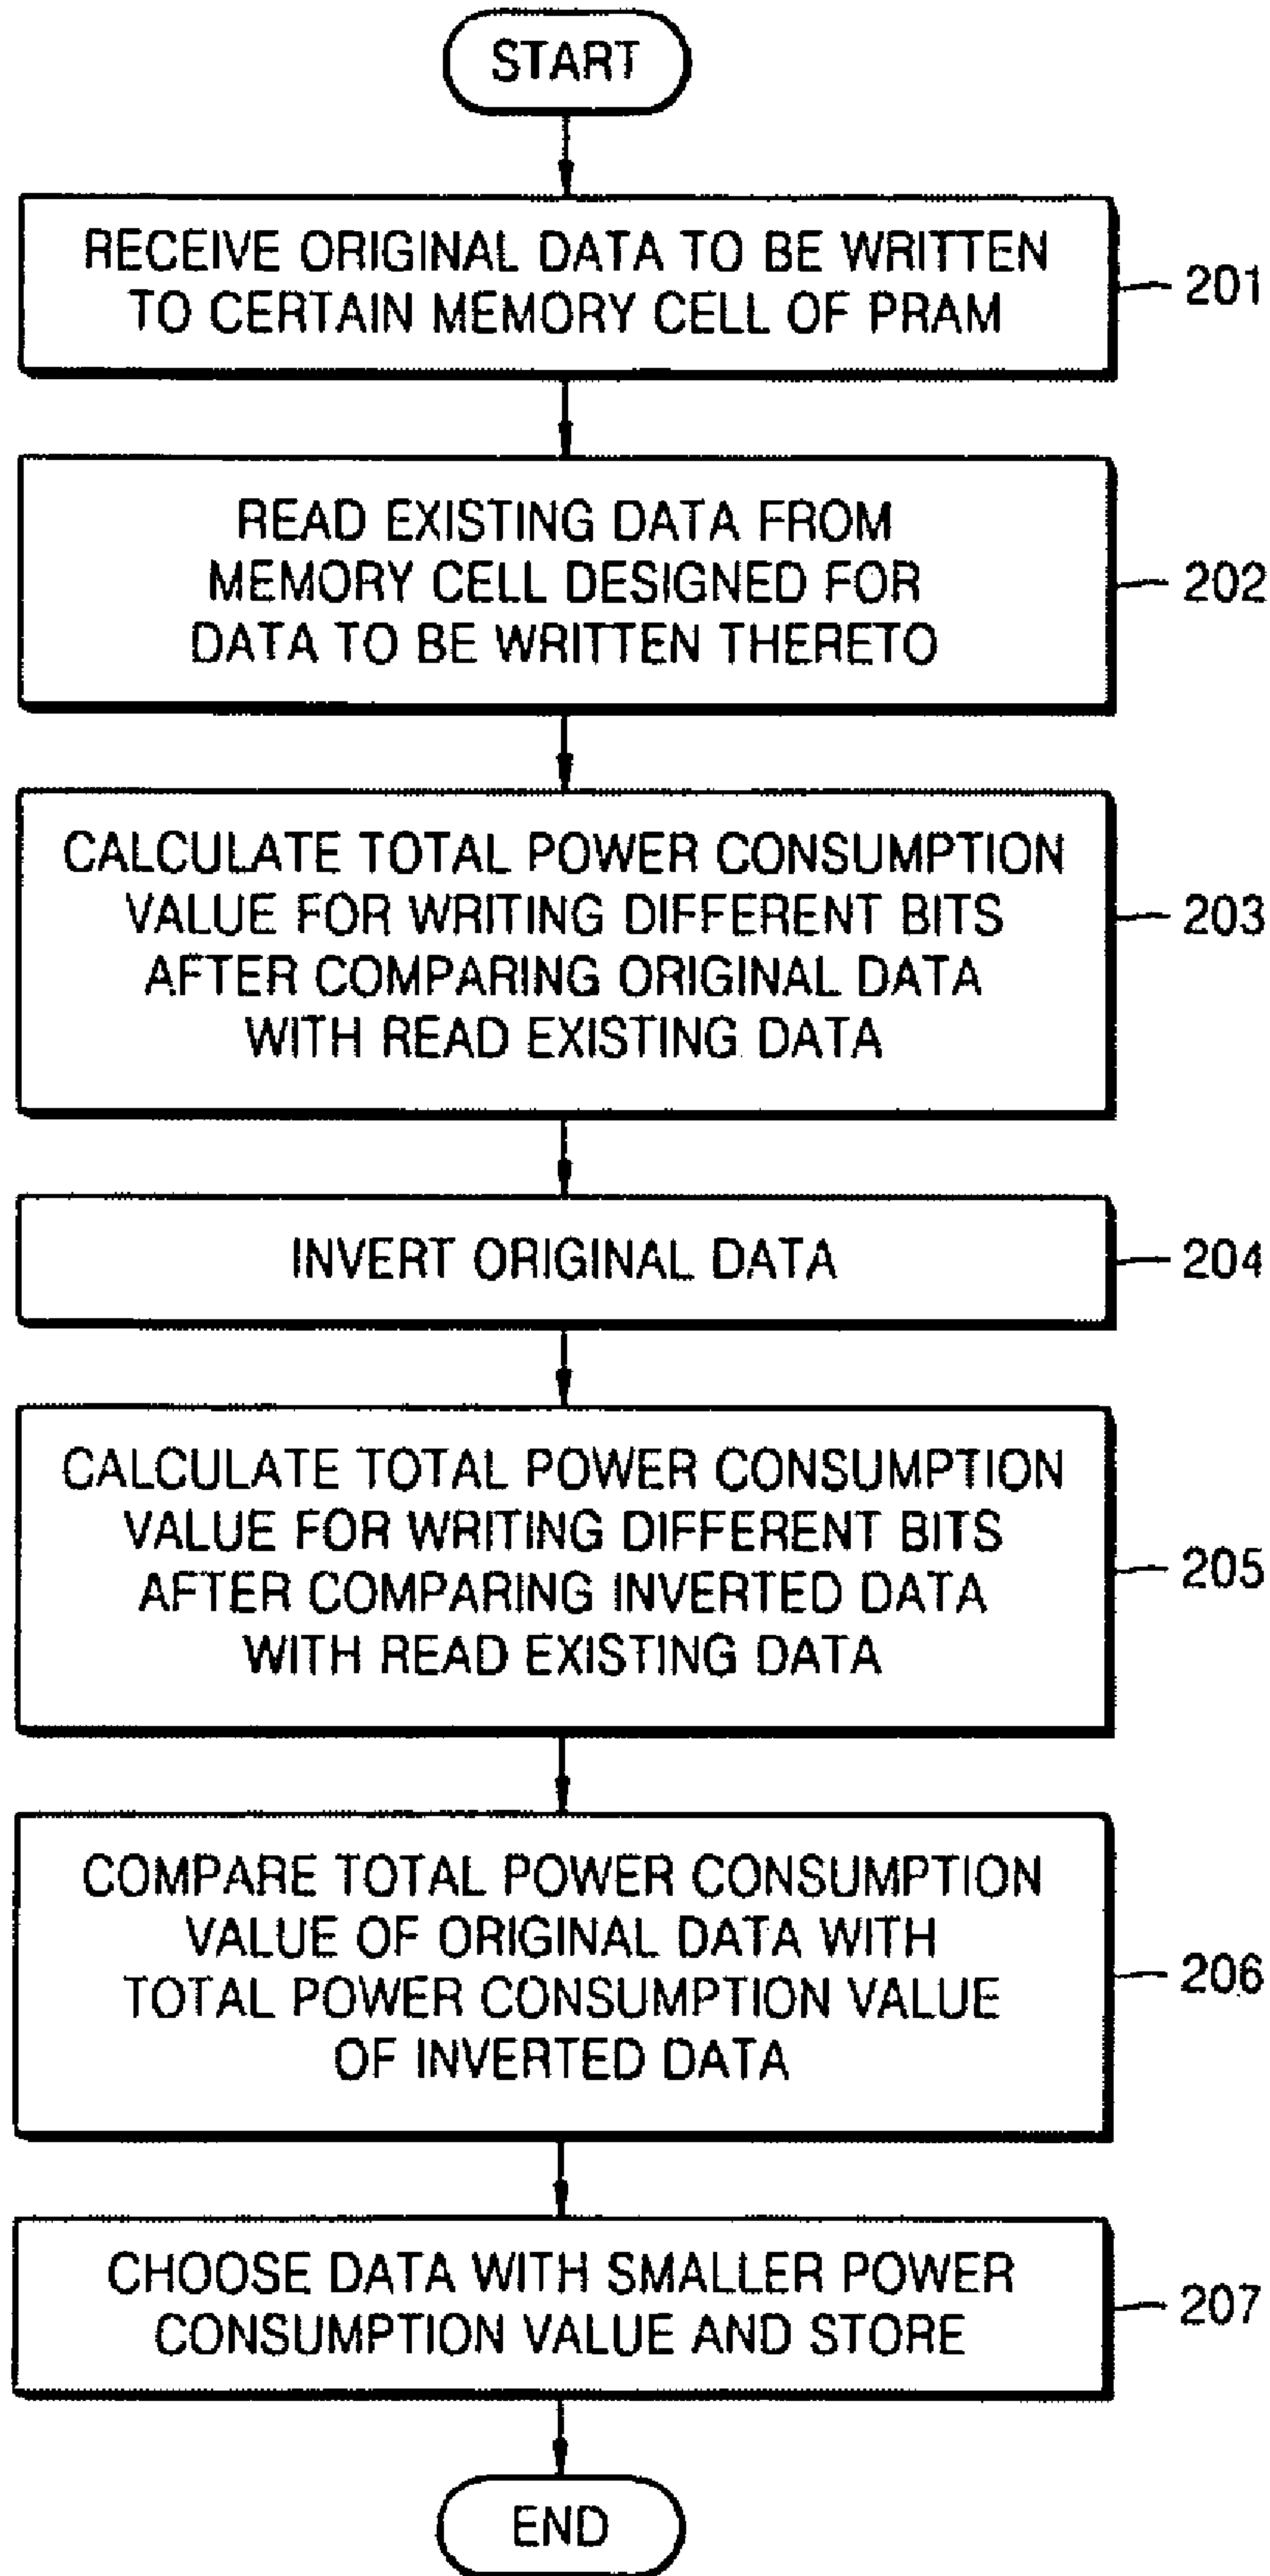 START
RECEIVE ORIGINAL DATA TO BE WRITTEN
TO CERTAIN MEMORY CELL OF PRAM
201
READ EXISTING DATA FROM
MEMORY CELL DESIGNED FOR
DATA TO BE WRITTEN THERETO
202
CALCULATE TOTAL POWER CONSUMPTION
VALUE FOR WRITING DIFFERENT BITS
AFTER COMPARING ORIGINAL DATA
WITH READ EXISTING DATA
203
INVERT ORIGINAL DATA
204
CALCULATE TOTAL POWER CONSUMPTION
VALUE FOR WRITING DIFFERENT BITS
AFTER COMPARING INVERTED DATA
WITH READ EXISTING DATA
205
COMPARE TOTAL POWER CONSUMPTION
VALUE OF ORIGINAL DATA WITH
TOTAL POWER CONSUMPTION VALUE
OF INVERTED DATA
206
CHOOSE DATA WITH SMALLER POWER
CONSUMPTION VALUE AND STORE
207
END